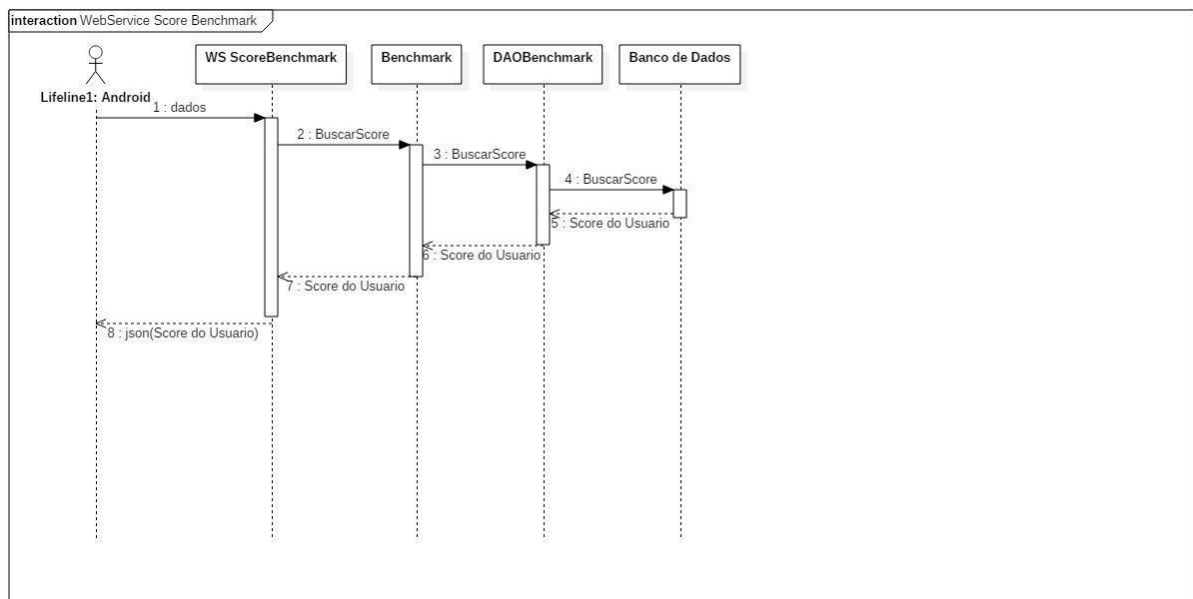 interaction WebService Score Benchmark
WS ScoreBenchmark
Benchmark
DAOBenchmark
Banco de Dados
Lifeline1: Android
1 : dados
2 : BuscarScore
3 : BuscarScore
4 : BuscarScore
5 : Score do Usuario
6 : Score do Usuario
7 : Score do Usuario
8 : json(Score do Usuario)